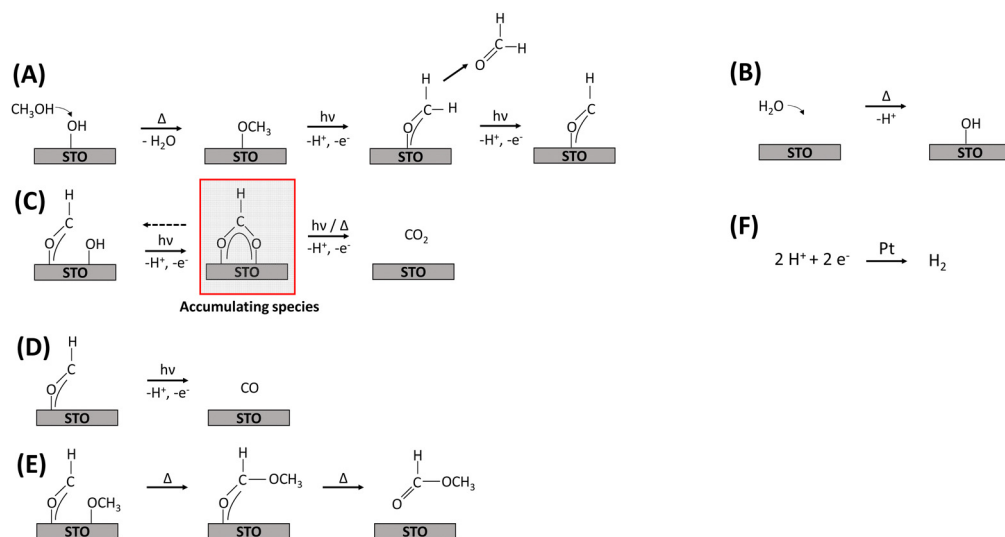 (A)
CH₃OH
OH
STO
Δ
- H₂O
OCH₃
STO
hν
-H⁺, -e⁻
H
C
H
O
STO
O
C
H
H
hν
-H⁺, -e⁻
H
C
O
STO
(B)
H₂O
STO
Δ
-H⁺
OH
STO
(C)
H
C
O
OH
STO
hν
-H⁺, -e⁻
H
C
O
O
STO
Accumulating species
hν / Δ
-H⁺, -e⁻
CO₂
STO
(F)
2 H⁺ + 2 e⁻
Pt
H₂
(D)
H
C
O
STO
hν
-H⁺, -e⁻
CO
STO
(E)
H
C
O
OCH₃
STO
Δ
H
C
OCH₃
O
STO
Δ
H
C
OCH₃
O
STO